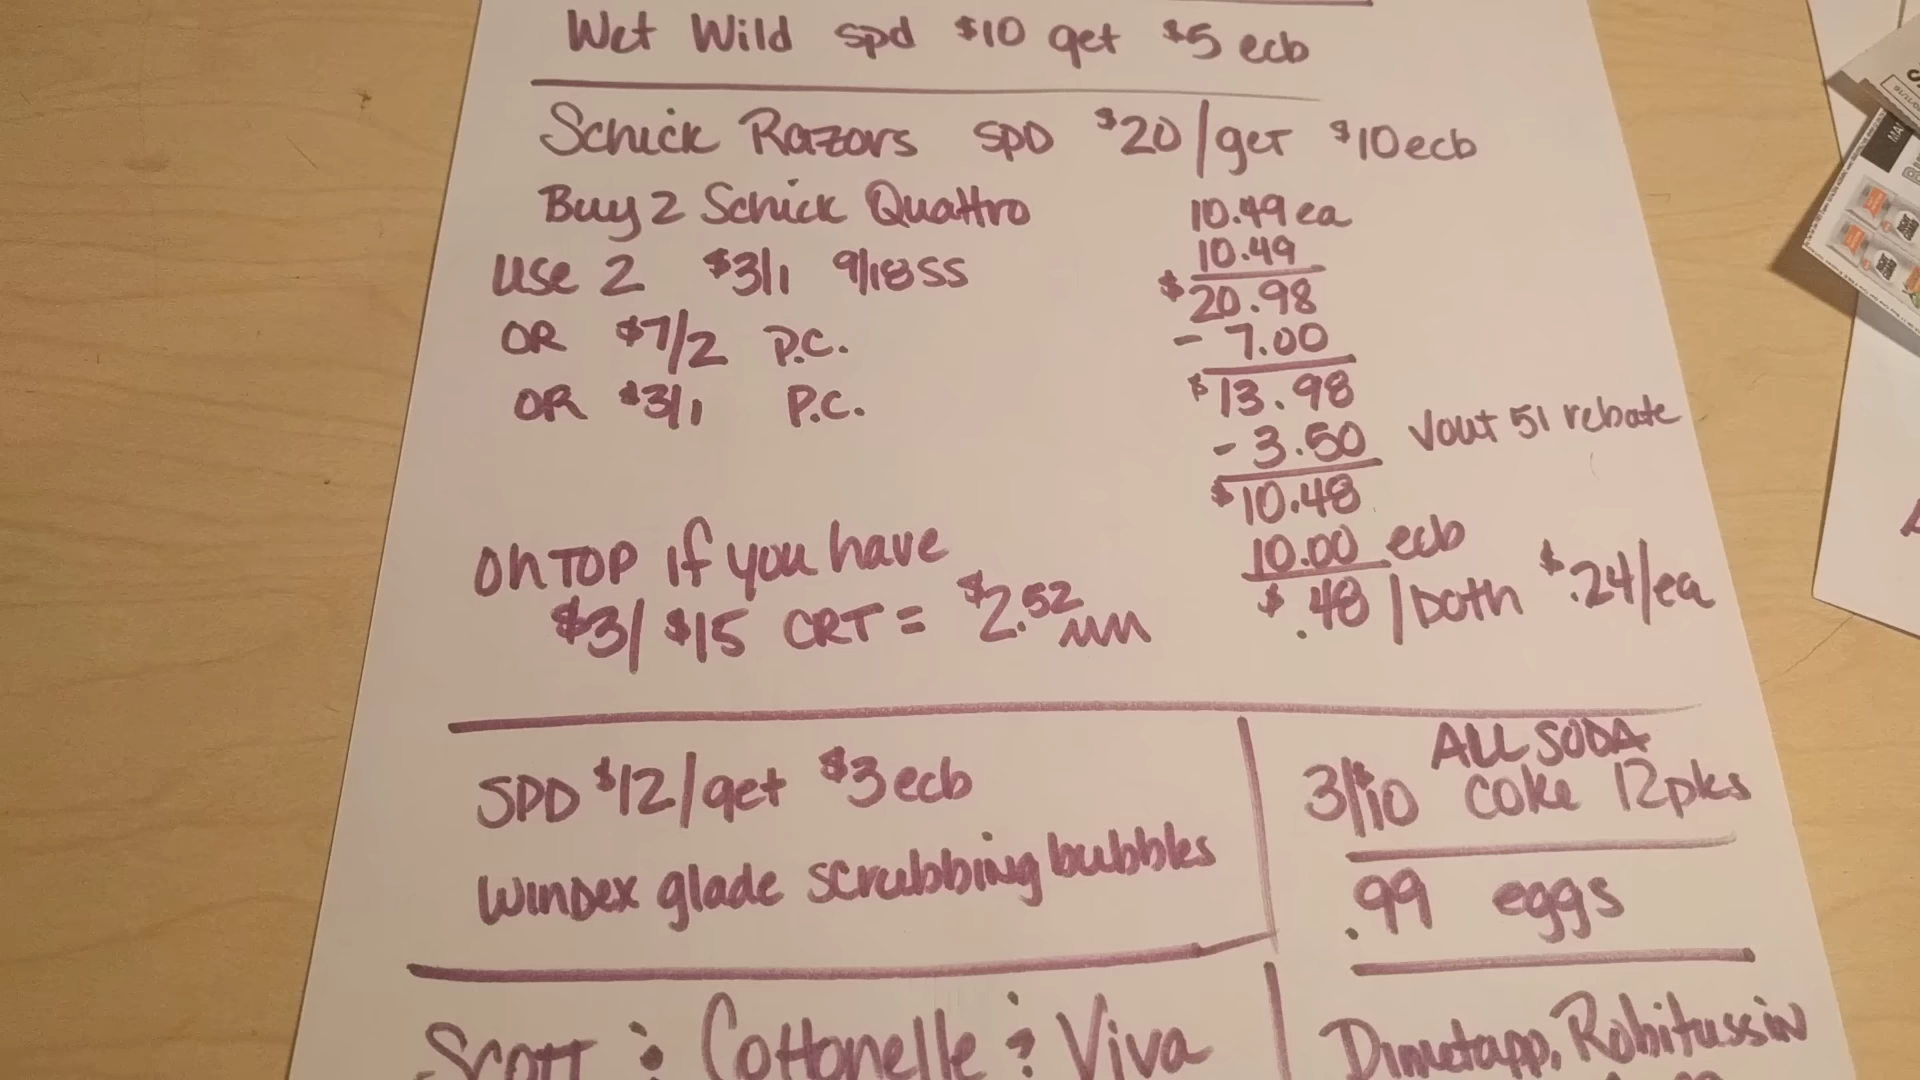 Wet Wild spd $10 get $5 ecb
Schick Razors SPD $20/get $10ecb
Buy 2 Schick Quattro 10.49 ea
10.49
use 2 $3/1 9/18SS $20.98
OR $7/2 P.C. - 7.00
$13.98
OR $3/1 P.C.
- 3.50 Vout 51 rebate
$10.48
on TOP if you have 10.00 ecb
$3/$15 CRT = $2.52 mm $ .48/both $.24/ea
SPD $12/get $3ecb
windex glade scrubbing bubbles
ALL SODA
3/$10 coke 12pks
.99 eggs
Scott : Cottonelle : Viva
Dimetapp, Robitussin